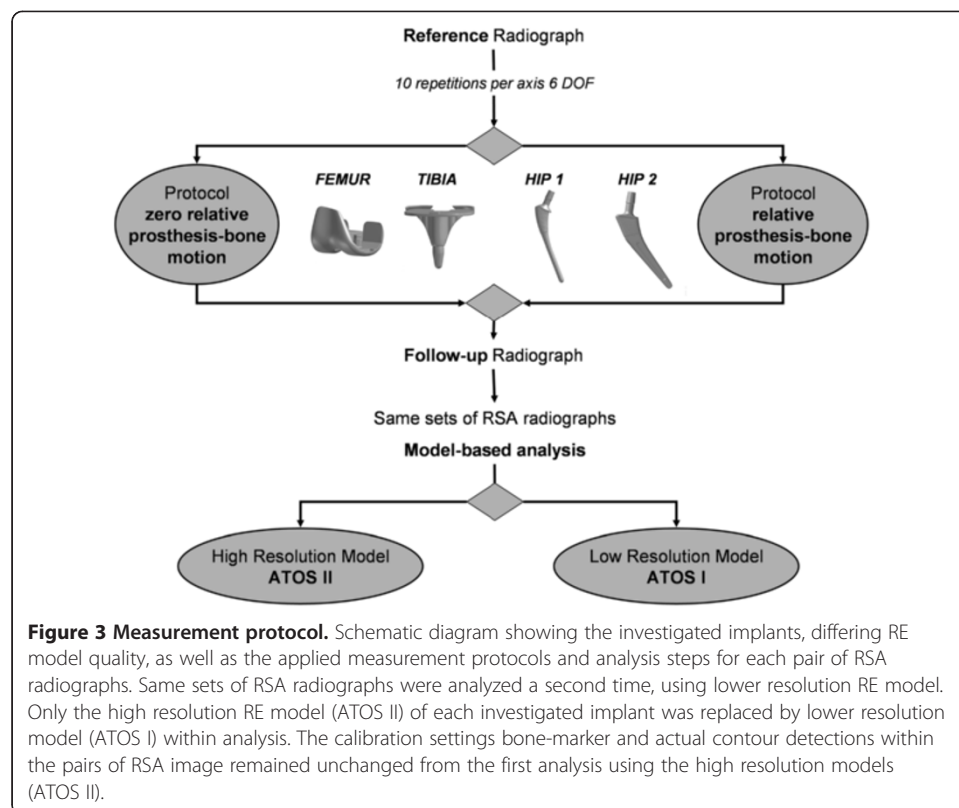 Reference Radiograph
10 repetitions per axis 6 DOF
FEMUR
TIBIA
HIP 1
HIP 2
Protocol
zero relative
prosthesis-bone
motion
Protocol
relative
prosthesis-bone
motion
Follow-up Radiograph
Same sets of RSA radiographs
Model-based analysis
High Resolution Model
ATOS II
Low Resolution Model
ATOS I
Figure 3 Measurement protocol. Schematic diagram showing the investigated implants, differing RE
model quality, as well as the applied measurement protocols and analysis steps for each pair of RSA
radiographs. Same sets of RSA radiographs were analyzed a second time, using lower resolution RE model.
Only the high resolution RE model (ATOS II) of each investigated implant was replaced by lower resolution
model (ATOS I) within analysis. The calibration settings bone-marker and actual contour detections within
the pairs of RSA image remained unchanged from the first analysis using the high resolution models
(ATOS II).